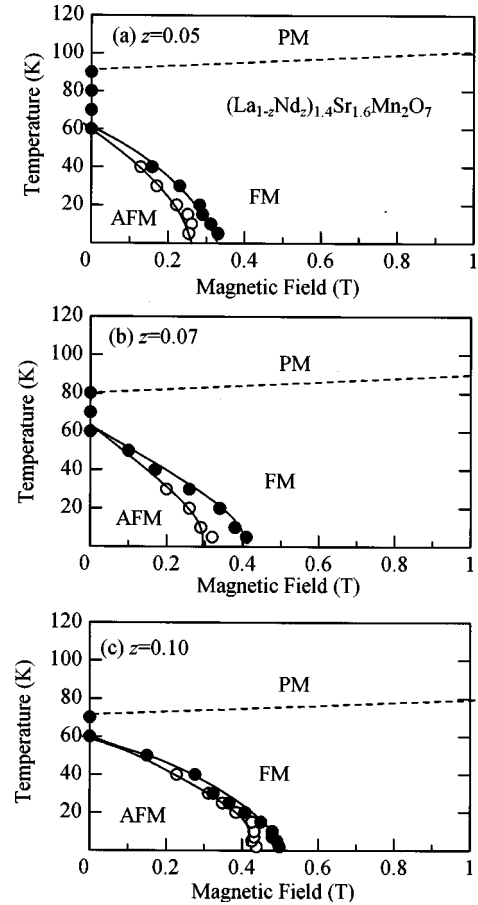 (a) z=0.05
PM
(La1-zNdz)1.4Sr1.6Mn2O7
FM
AFM
Temperature (K)
120
100
80
60
40
20
0
0.2
0.4
0.6
0.8
1
Magnetic Field (T)
(b) z=0.07
PM
FM
AFM
Temperature (K)
120
100
80
60
40
20
0
0.2
0.4
0.6
0.8
1
Magnetic Field (T)
(c) z=0.10
PM
FM
AFM
Temperature (K)
120
100
80
60
40
20
0
0.2
0.4
0.6
0.8
1
Magnetic Field (T)